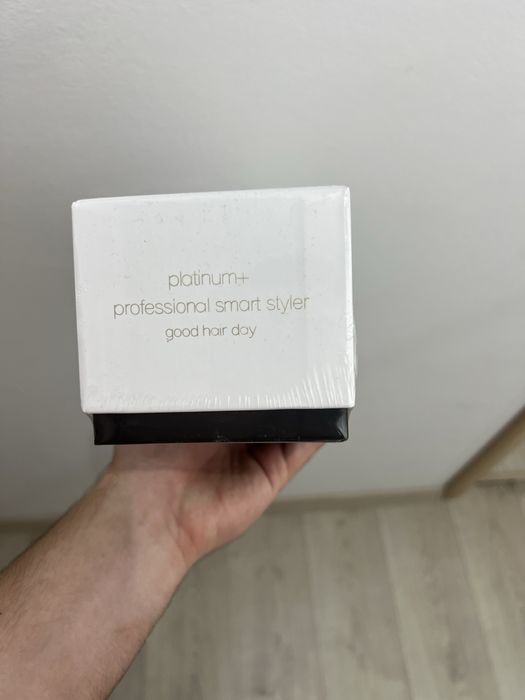 platinum+
professional smart styler
good hair day